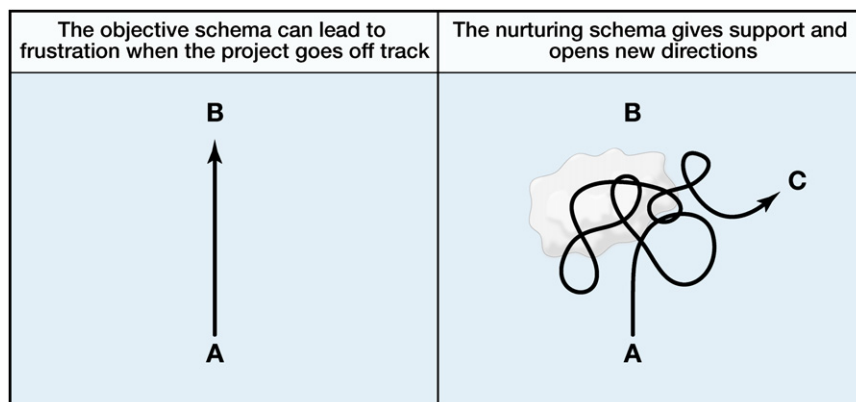 The objective schema can lead to
frustration when the project goes off track
The nurturing schema gives support and
opens new directions
B
A
B
C
A